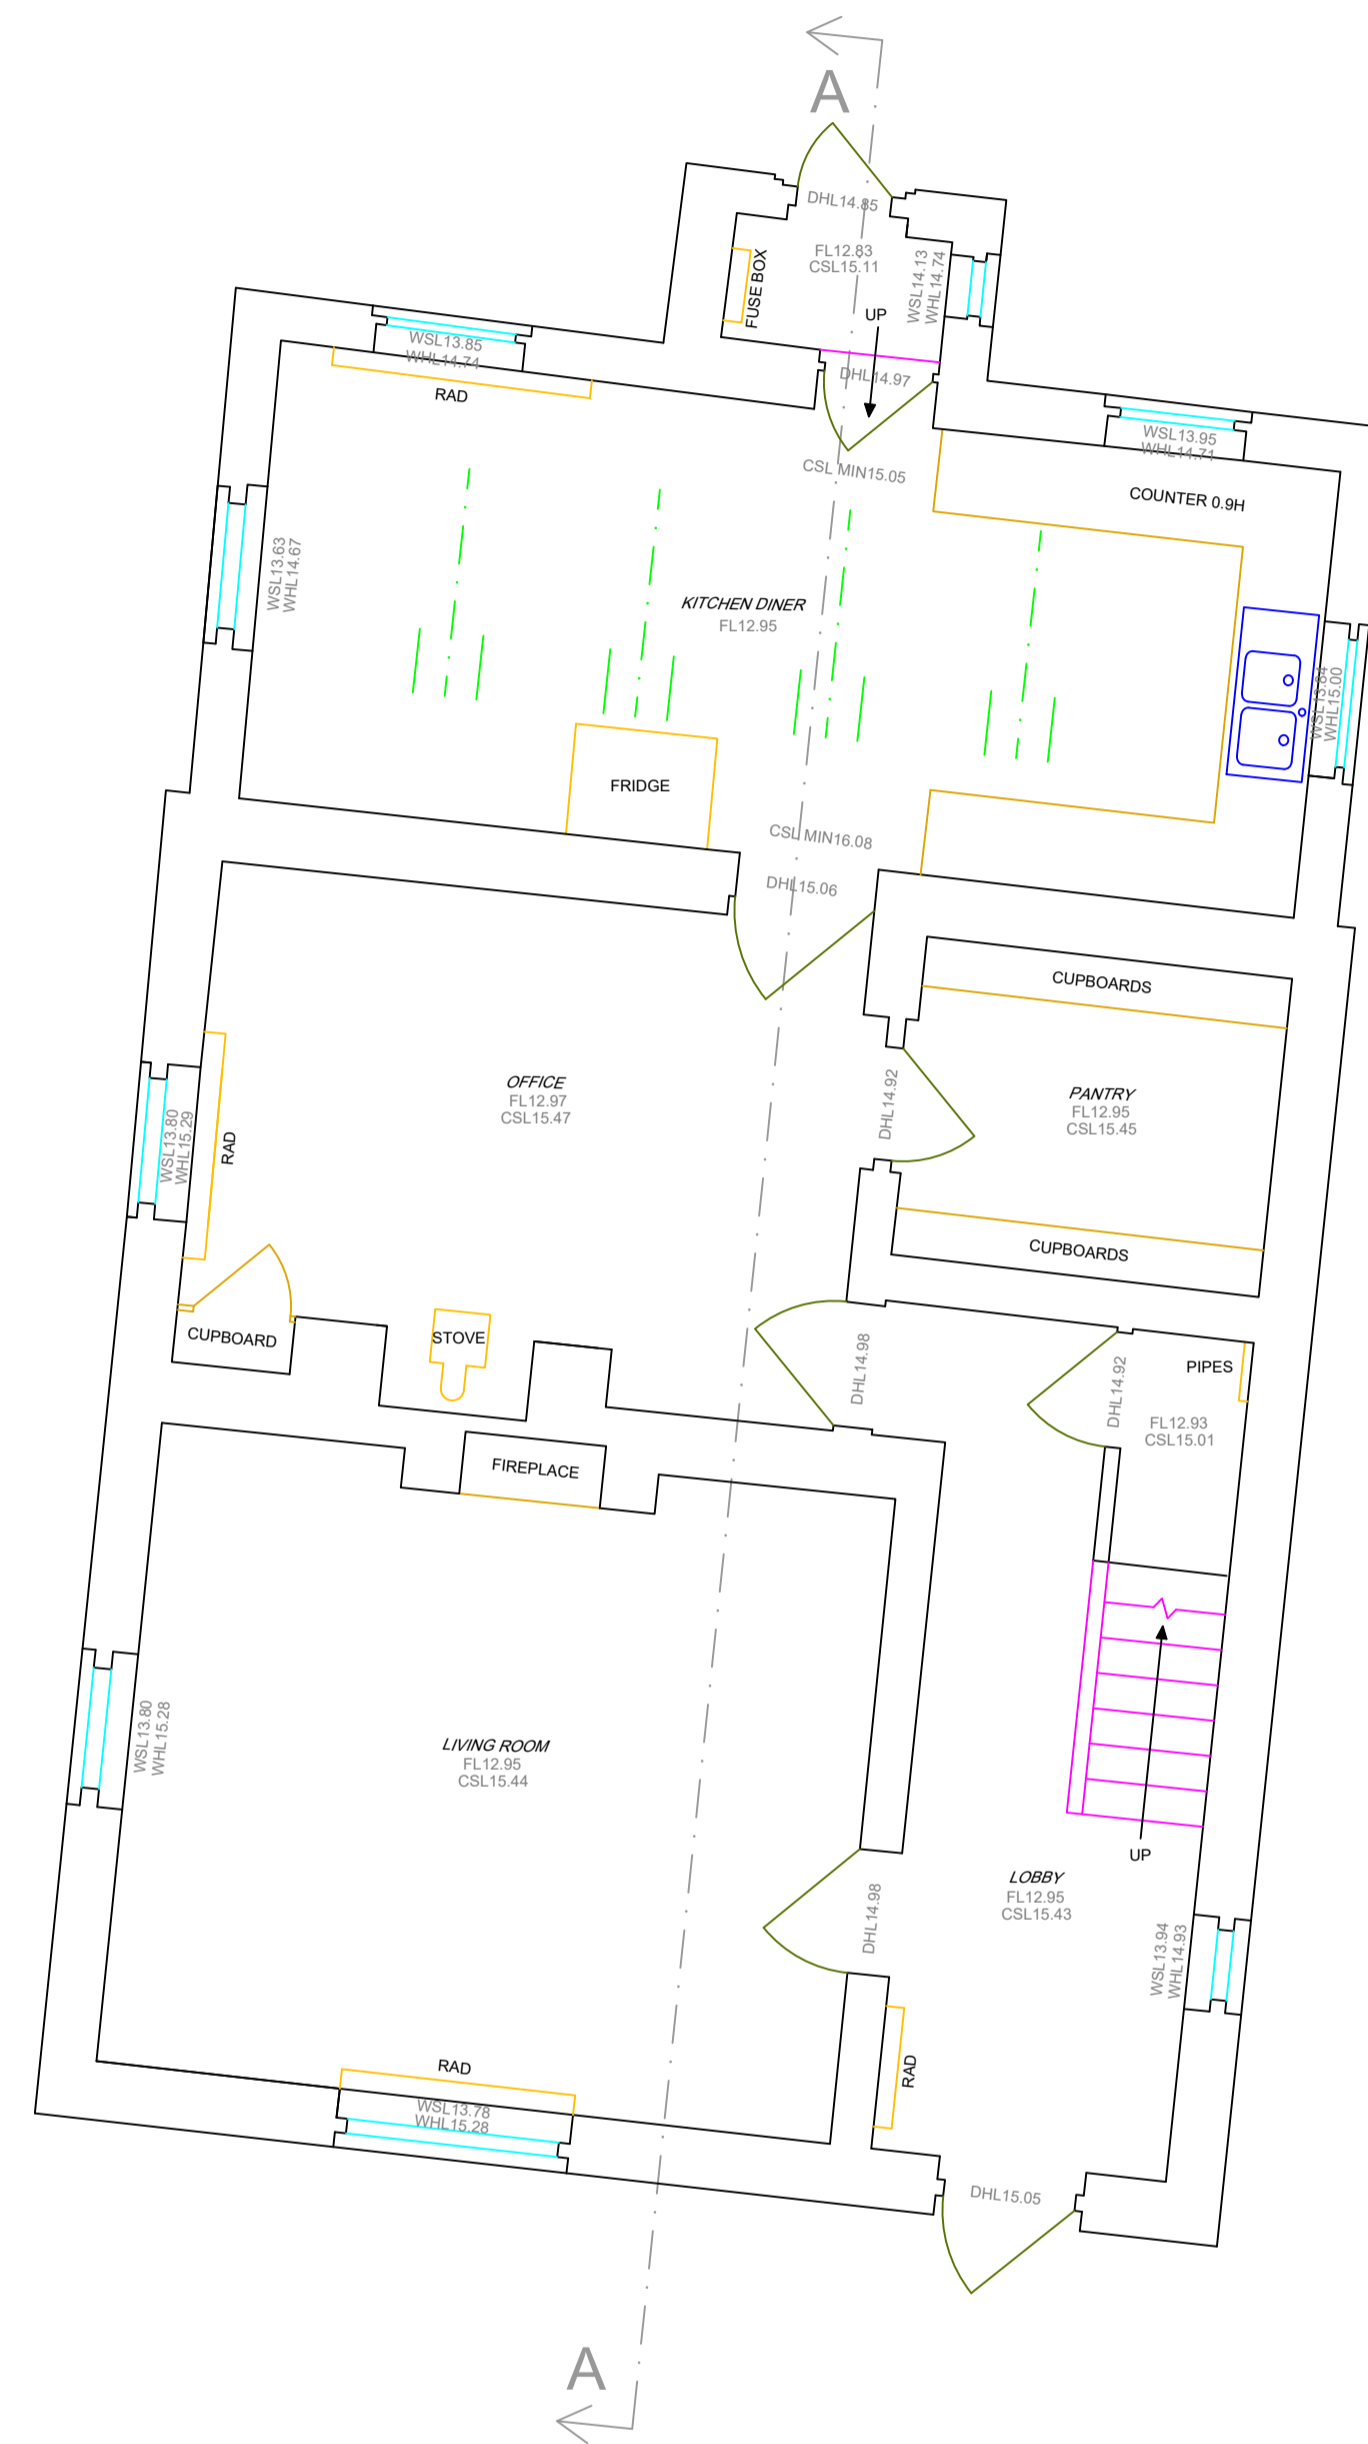 A
DHL14.85
FL12.83
CSL15.11
FUSE BOX
WSL14.13
WHL14.74
UP
WSL13.85
WHL14.74
RAD
DHL14.97
WSL13.95
WHL14.71
CSL MIN15.05
COUNTER 0.9H
WSL13.63
WHL14.67
KITCHEN DINER
FL12.95
WSL13.84
WHL15.00
FRIDGE
CSL MIN16.08
DHL15.06
CUPBOARDS
OFFICE
FL12.97
CSL15.47
DHL14.92
PANTRY
FL12.95
CSL15.45
WSL13.80
WHL15.29
RAD
CUPBOARDS
CUPBOARD
STOVE
DHL14.98
DHL14.92
PIPES
FL12.93
CSL15.01
FIREPLACE
WSL13.80
WHL15.28
LIVING ROOM
FL12.95
CSL15.44
UP
LOBBY
FL12.95
CSL15.43
DHL14.98
WSL13.94
WHL14.93
RAD
RAD
WSL13.78
WHL15.28
DHL15.05
A